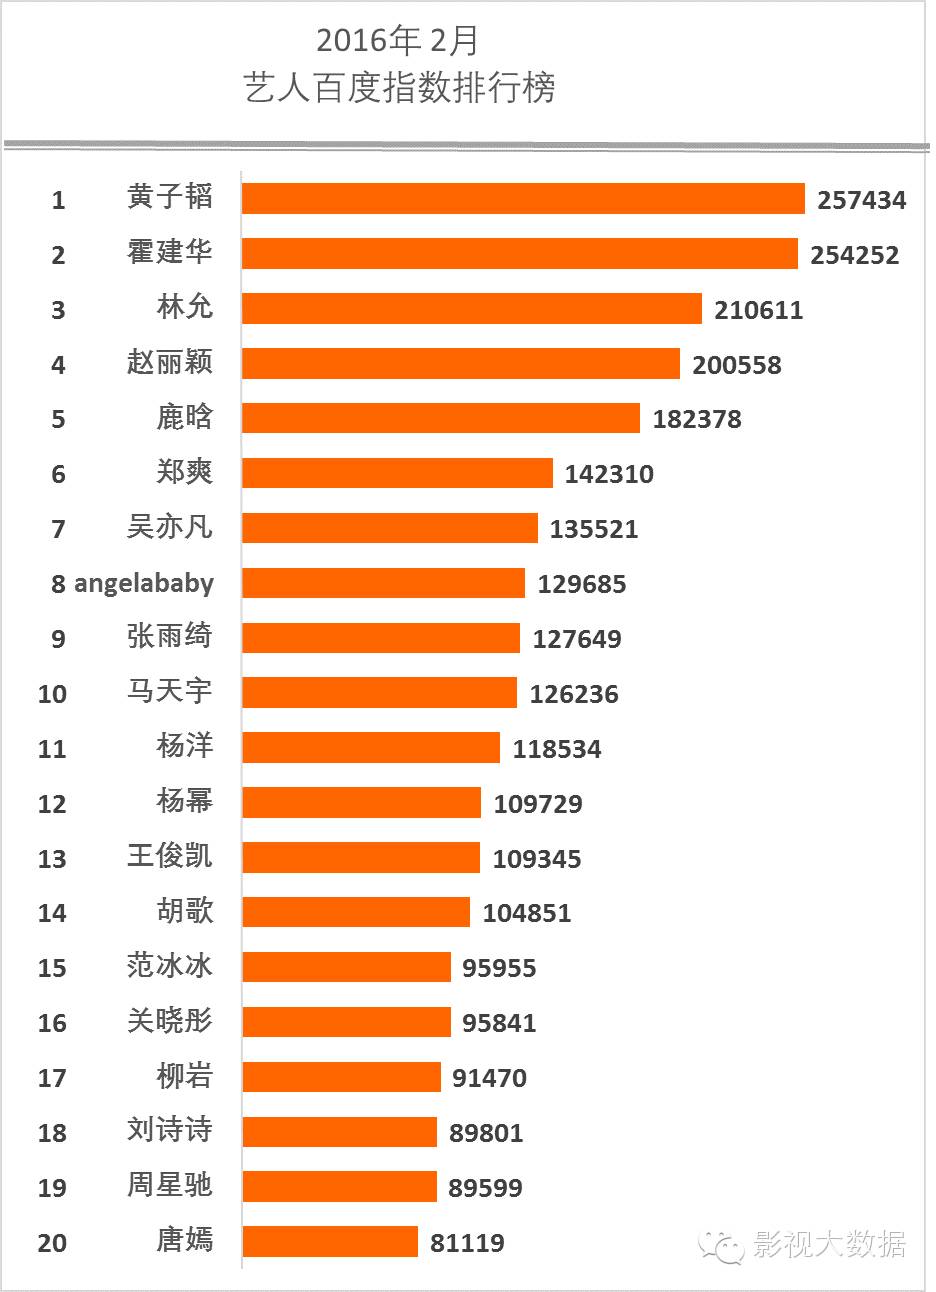 2016年 2月
艺人百度指数排行榜
1 黄子韬 257434
2 霍建华 254252
3 林允 210611
4 赵丽颖 200558
5 鹿晗 182378
6 郑爽 142310
7 吴亦凡 135521
8 angelababy 129685
9 张雨绮 127649
10 马天宇 126236
11 杨洋 118534
12 杨幂 109729
13 王俊凯 109345
14 胡歌 104851
15 范冰冰 95955
16 关晓彤 95841
17 柳岩 91470
18 刘诗诗 89801
19 周星驰 89599
20 唐嫣 81119
影视大数据